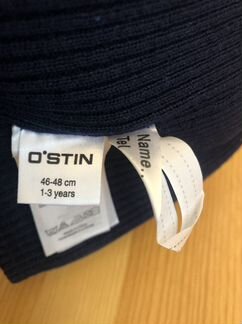 O'STIN
46-48 cm
1-3 years
Name..
Tel.